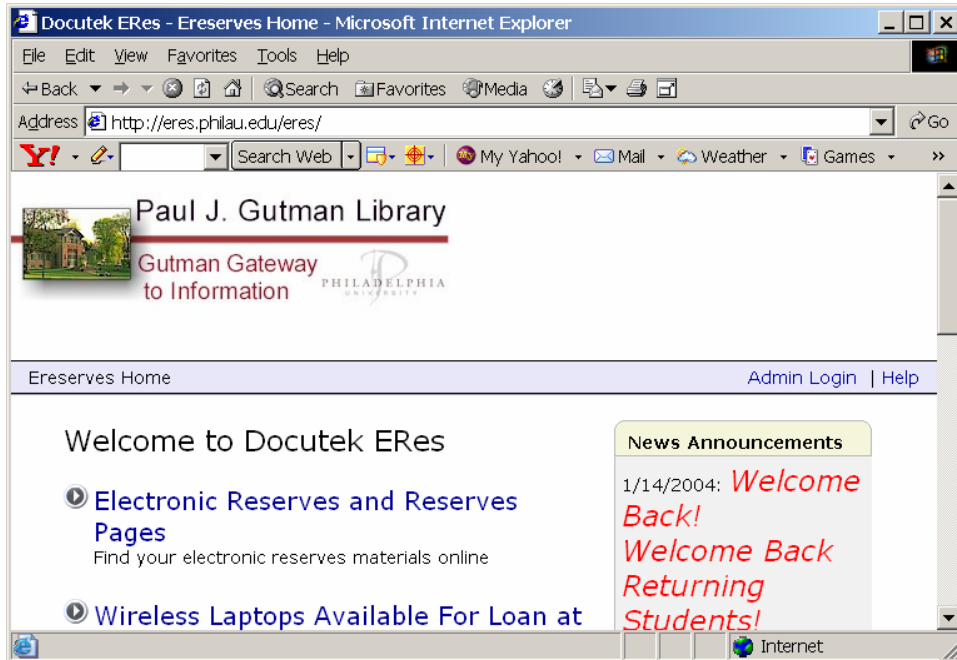 Docutek ERes - Ereserves Home - Microsoft Internet Explorer
File Edit View Favorites Tools Help
Back Search Favorites Media
Address http://eres.philau.edu/eres/ Go
Y! Search Web My Yahoo! Mail Weather Games »
Paul J. Gutman Library
Gutman Gateway
to Information
PHILADELPHIA
UNIVERSITY
Ereserves Home Admin Login | Help
Welcome to Docutek ERes
Electronic Reserves and Reserves
Pages
Find your electronic reserves materials online
Wireless Laptops Available For Loan at
News Announcements
1/14/2004: Welcome
Back!
Welcome Back
Returning
Students!
Internet